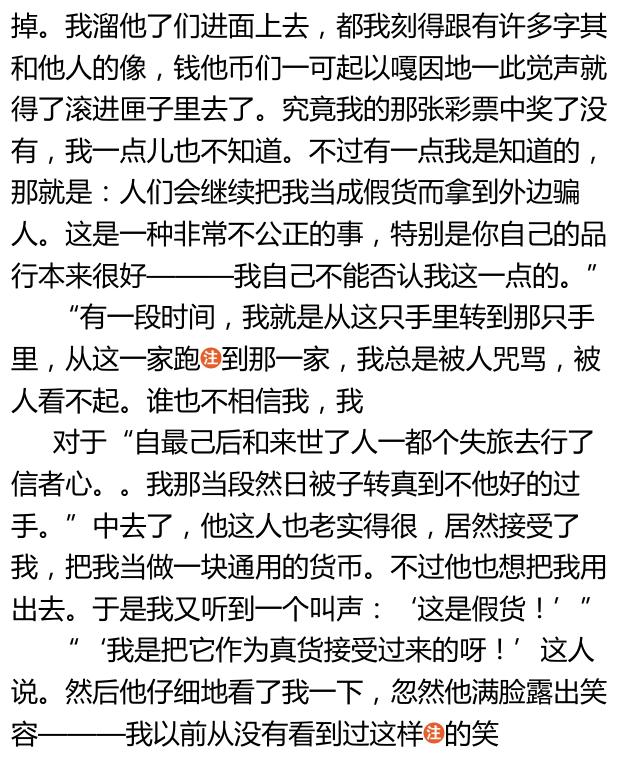 掉。我溜他了们进面上去，都我刻得跟有许多字其
和他人的像，钱他币们一可起以嘎因地一此觉声就
得了滚进匣子里去了。究竟我的那张彩票中奖了没
有，我一点儿也不知道。不过有一点我是知道的，
那就是：人们会继续把我当成假货而拿到外边骗
人。这是一种非常不公正的事，特别是你自己的品
行本来很好———我自己不能否认我这一点的。”
“有一段时间，我就是从这只手里转到那只手
里，从这一家跑注到那一家，我总是被人咒骂，被
人看不起。谁也不相信我，我
对于“自最己后和来世了人一都个失旅去行了
信者心。。我那当段然日被子转真到不他好的过
手。”中去了，他这人也老实得很，居然接受了
我，把我当做一块通用的货币。不过他也想把我用
出去。于是我又听到一个叫声：‘这是假货！’”
“‘我是把它作为真货接受过来的呀！’这人
说。然后他仔细地看了我一下，忽然他满脸露出笑
容———我以前从没有看到过这样注的笑